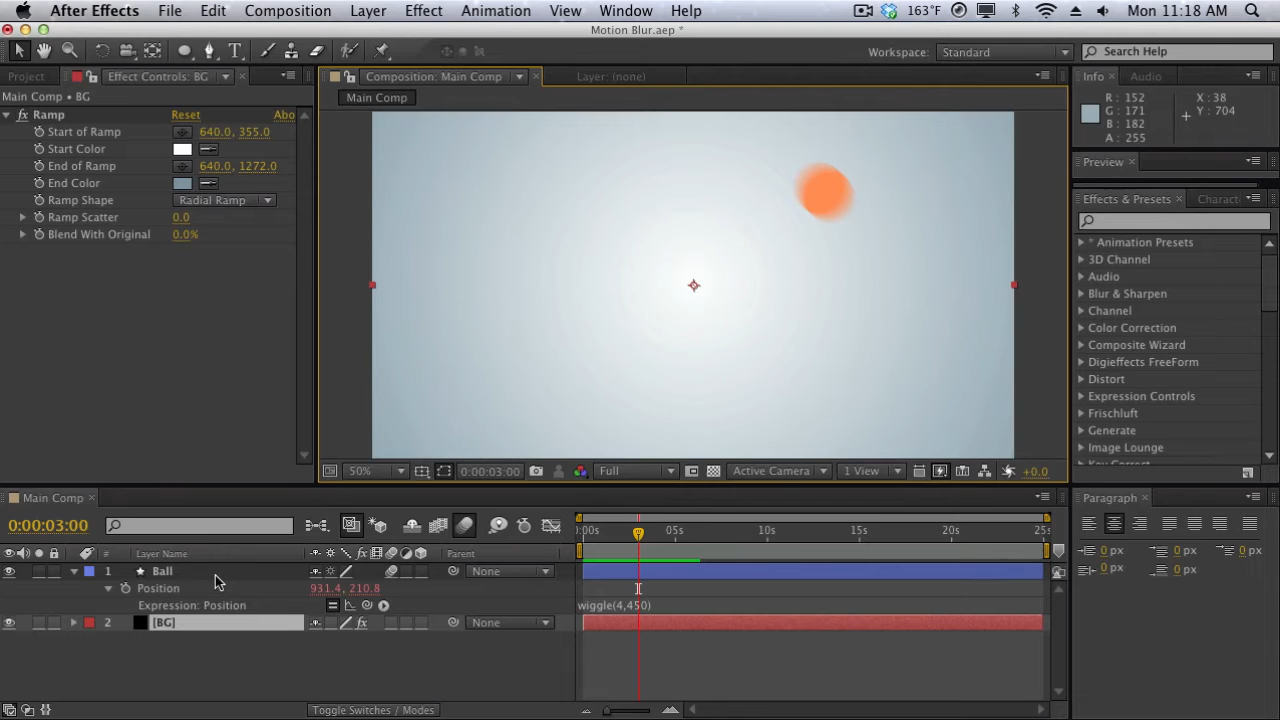 After Effects File Edit Composition Layer Effect Animation View Window Help 163°F Mon 11:18 AM
Motion Blur.aep *
Workspace: Standard Search Help
Project Effect Controls: BG Composition: Main Comp Layer: (none) Info Audio
Main Comp • BG
Main Comp
R: 152 X: 38
G: 171 Y: 704
B: 182
A: 255
fx Ramp Reset Abo
Start of Ramp 640.0, 355.0
Start Color
End of Ramp 640.0, 1272.0
End Color
Ramp Shape Radial Ramp
Ramp Scatter 0.0
Blend With Original 0.0%
Preview
Effects & Presets Charact
* Animation Presets
3D Channel
Audio
Blur & Sharpen
Channel
Color Correction
Composite Wizard
Digieffects FreeForm
Distort
Expression Controls
Frischluft
Generate
Image Lounge
50% 0:00:03:00 Full Active Camera 1 View +0.0
Main Comp
Paragraph
0:00:03:00
:00s 05s 10s 15s 20s 25s
# Layer Name Parent
1 Ball None
Position 931.4, 210.8
Expression: Position wiggle(4,450)
2 [BG] fx None
0 px 0 px 0 px
0 px 0 px
Toggle Switches / Modes